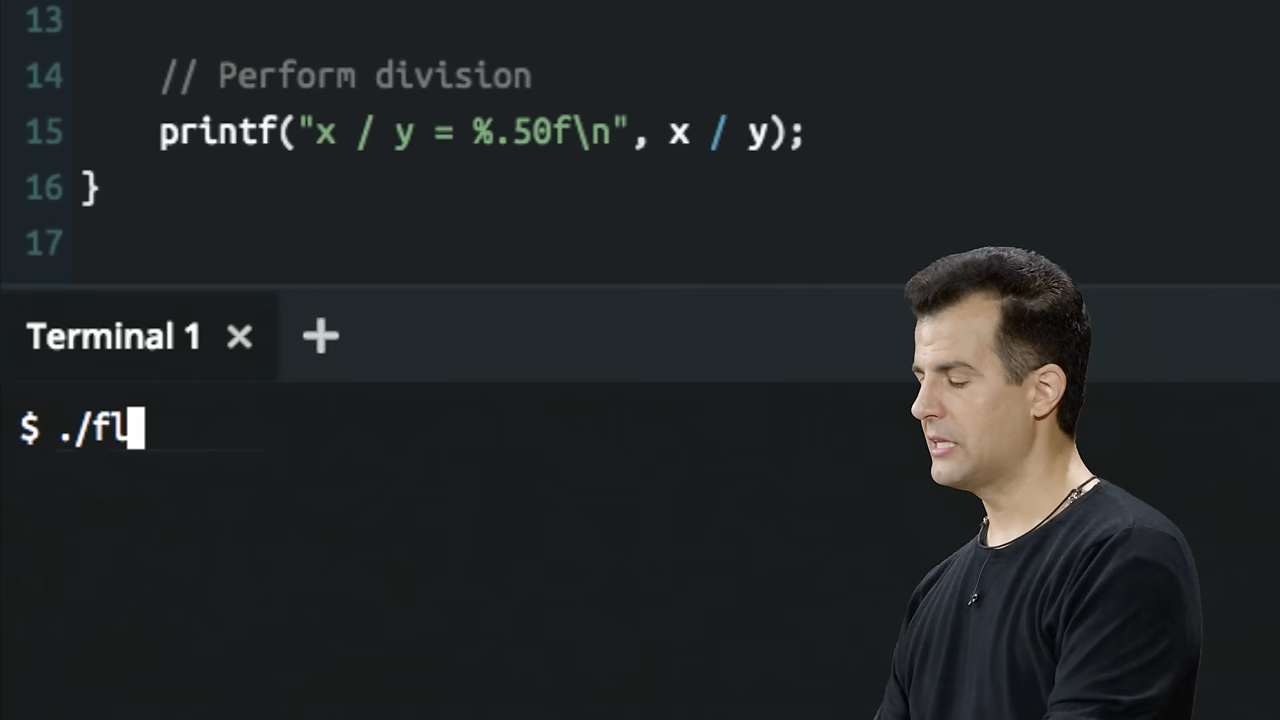 13
14 // Perform division
15 printf("x / y = %.50f\n", x / y);
16 }
17
Terminal 1 × +
$ ./fl